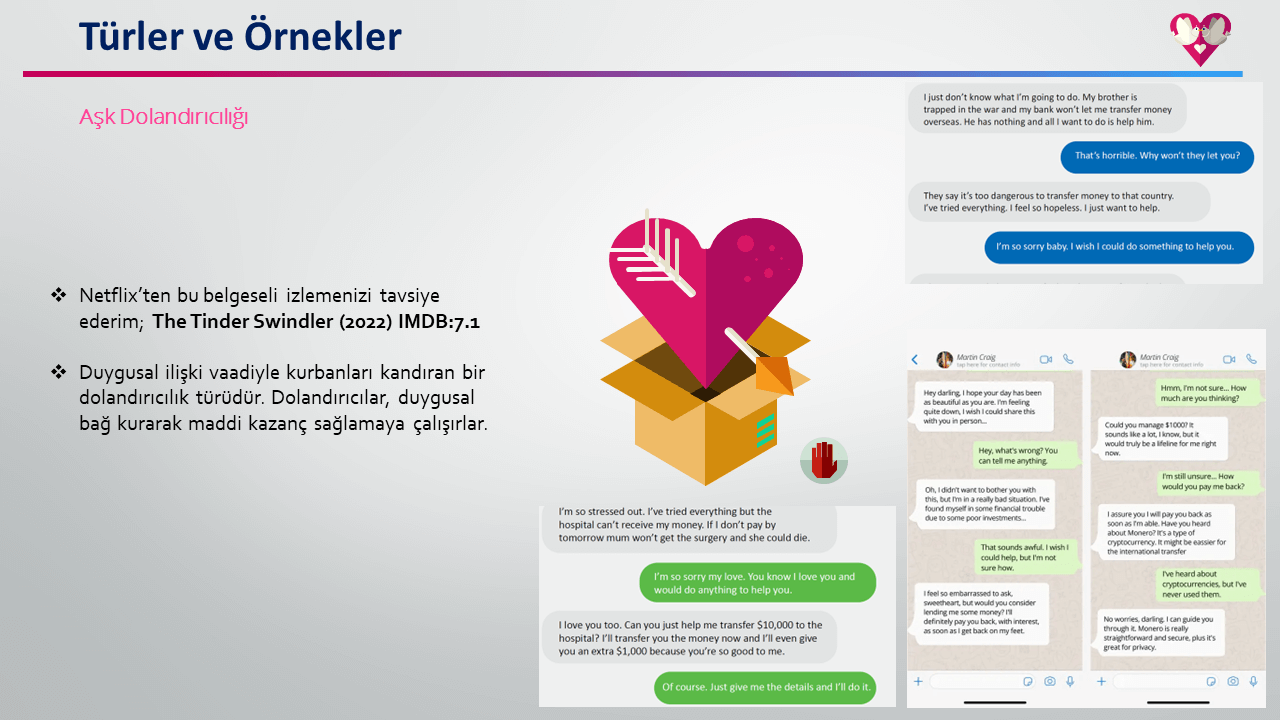 Türler ve Örnekler
Aşk Dolandırıcılığı
❖ Netflix'ten bu belgeseli izlemenizi tavsiye
ederim; The Tinder Swindler (2022) IMDB:7.1
❖ Duygusal ilişki vaadiyle kurbanları kandıran bir
dolandırıcılık türüdür. Dolandırıcılar, duygusal
bağ kurarak maddi kazanç sağlamaya çalışırlar.
I just don't know what I'm going to do. My brother is
trapped in the war and my bank won't let me transfer money
overseas. He has nothing and all I want to do is help him.
That's horrible. Why won't they let you?
They say it's too dangerous to transfer money to that country.
I've tried everything. I feel so hopeless. I just want to help.
I'm so sorry baby. I wish I could do something to help you.
I'm so stressed out. I've tried everything but the
hospital can't receive my money. If I don't pay by
tomorrow mum won't get the surgery and she could die.
I'm so sorry my love. You know I love you and
would do anything to help you.
I love you too. Can you just help me transfer $10,000 to the
hospital? I'll transfer you the money now and I'll even give
you an extra $1,000 because you're so good to me.
Of course. Just give me the details and I'll do it.
Martin Craig
tap here for contact info
Hey darling, I hope your day has been
as beautiful as you are. I'm feeling
quite down, I wish I could share this
with you in person...
Hey, what's wrong? You
can tell me anything.
Oh, I didn't want to bother you with
this, but I'm in a really bad situation. I've
found myself in some financial trouble
due to some poor investments...
That sounds awful. I wish I
could help, but I'm not
sure how.
I feel so embarrassed to ask,
sweetheart, but would you consider
lending me some money? I'll
definitely pay you back, with interest,
as soon as I get back on my feet.
Martin Craig
tap here for contact info
Hmm, I'm not sure... How
much are you thinking?
Could you manage $1000? It
sounds like a lot, I know, but it
would truly be a lifeline for me right
now.
I'm still unsure... How
would you pay me back?
I assure you I will pay you back as
soon as I'm able. Have you heard
about Monero? It's a type of
cryptocurrency. It might be eassier for
the international transfer
I've heard about
cryptocurrencies, but I've
never used them.
No worries, darling. I can guide you
through it. Monero is really
straightforward and secure, plus it's
great for privacy.